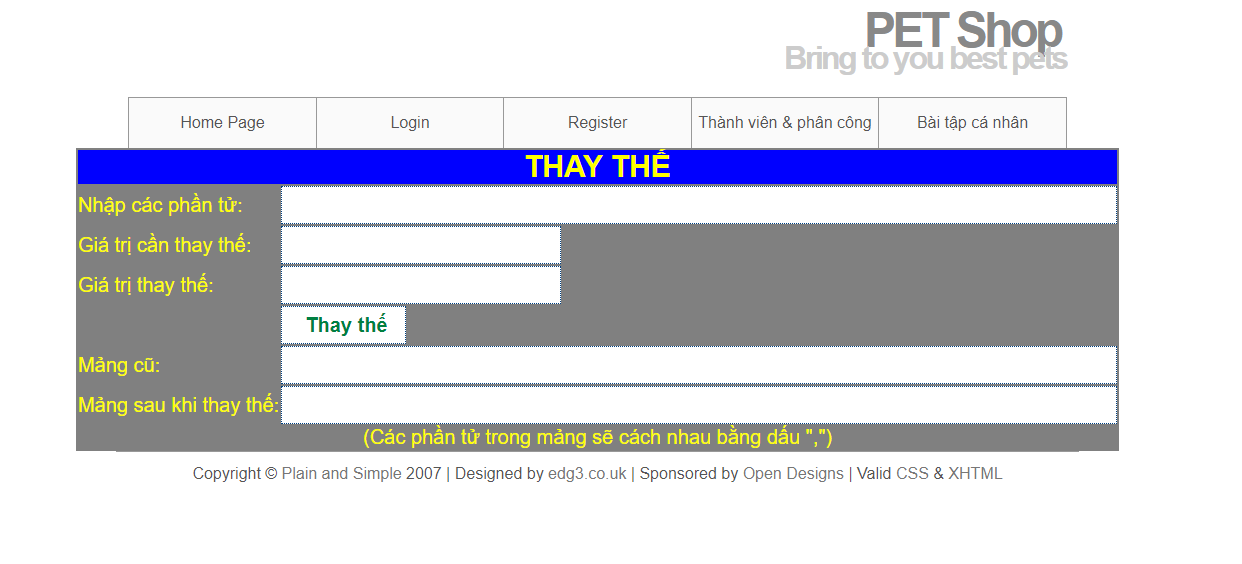 PET Shop
Bring to you best pets
Home Page Login Register Thành viên & phân công Bài tập cá nhân
THAY THẾ
Nhập các phần tử:
Giá trị cần thay thế:
Giá trị thay thế:
Thay thế
Mảng cũ:
Mảng sau khi thay thế:
(Các phần tử trong mảng sẽ cách nhau bằng dấu ",")
Copyright © Plain and Simple 2007 | Designed by edg3.co.uk | Sponsored by Open Designs | Valid CSS & XHTML